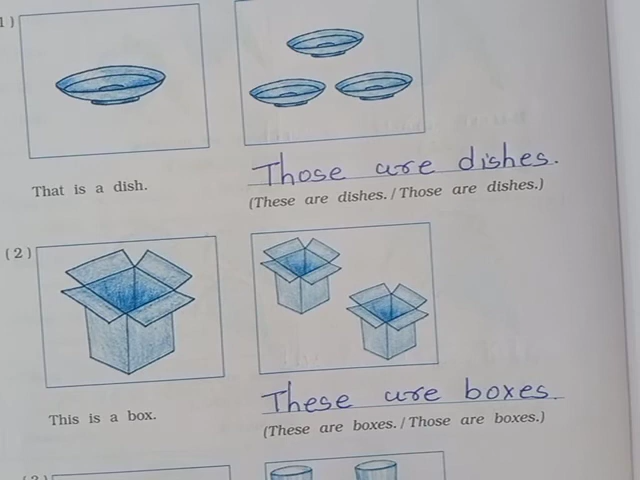 1)
Those are dishes.
That is a dish.
(These are dishes. / Those are dishes.)
(2)
These are boxes
This is a box.
(These are boxes. / Those are boxes.)